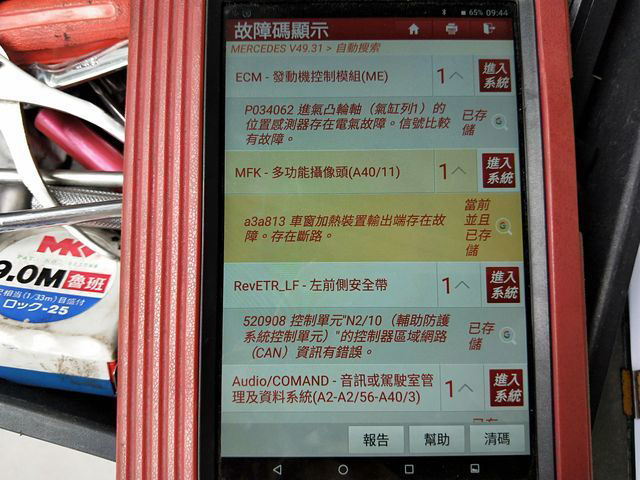 65% 09:44
故障碼顯示
MERCEDES V49.31 > 自動搜索
ECM - 發動機控制模組(ME)
1
進入
系統
P034062 進氣凸輪軸（氣缸列1）的
位置感測器存在電氣故障。信號比較
有故障。
已存
儲
MFK - 多功能攝像頭(A40/11)
1
進入
系統
a3a813 車窗加熱裝置輸出端存在故
障。存在斷路。
當前
並且
已存
儲
RevETR_LF - 左前側安全帶
1
進入
系統
520908 控制單元"N2/10（輔助防護
系統控制單元）"的控制器區域網路
（CAN）資訊有錯誤。
已存
儲
Audio/COMAND - 音訊或駕駛室管
理及資料系統(A2-A2/56-A40/3)
1
進入
系統
報告
幫助
清碼
MK
9.0M 魯班
ロック-25